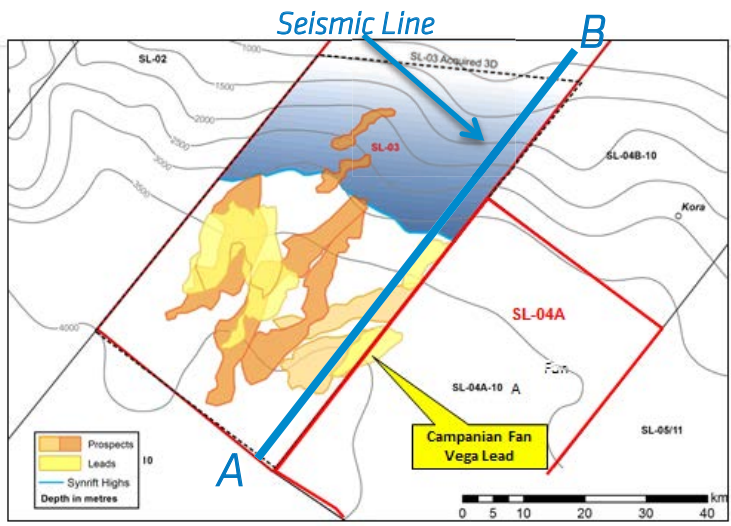 Seismic Line
B
SL-02
1000
SL-03 Acquired 3D
1500
2000
2500
SL-03
3000
SL-04B-10
3500
Kora
SL-04A
4000
SL-04A-10
A
SL-05/11
Campanian Fan
Vega Lead
Prospects
Leads
Synrift Highs
Depth in metres
10
A
km
0 5 10 20 30 40